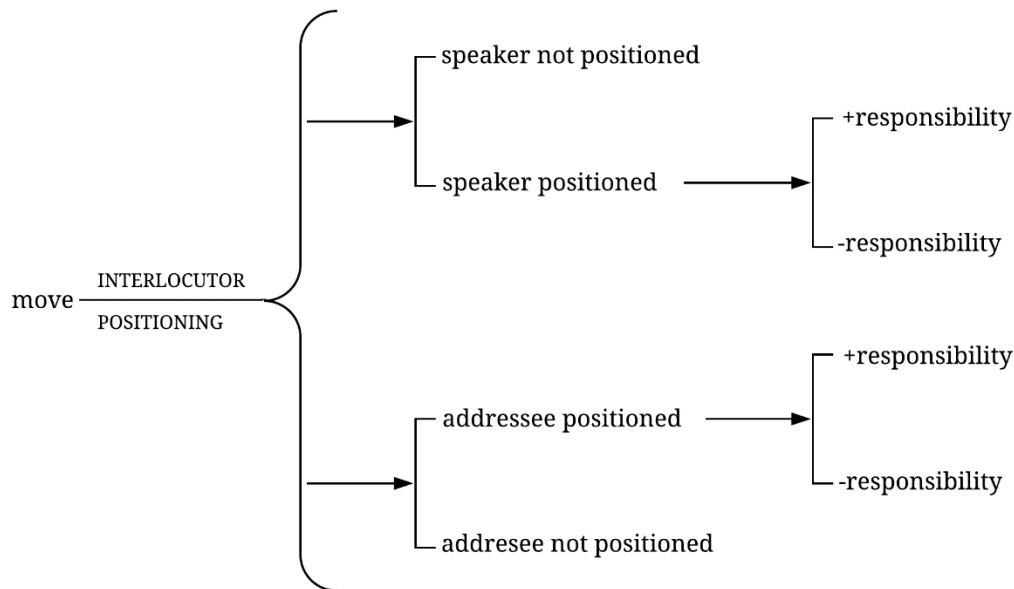 speaker not positioned
+responsibility
speaker positioned
-responsibility
INTERLOCUTOR
move
POSITIONING
+responsibility
addressee positioned
-responsibility
addresee not positioned